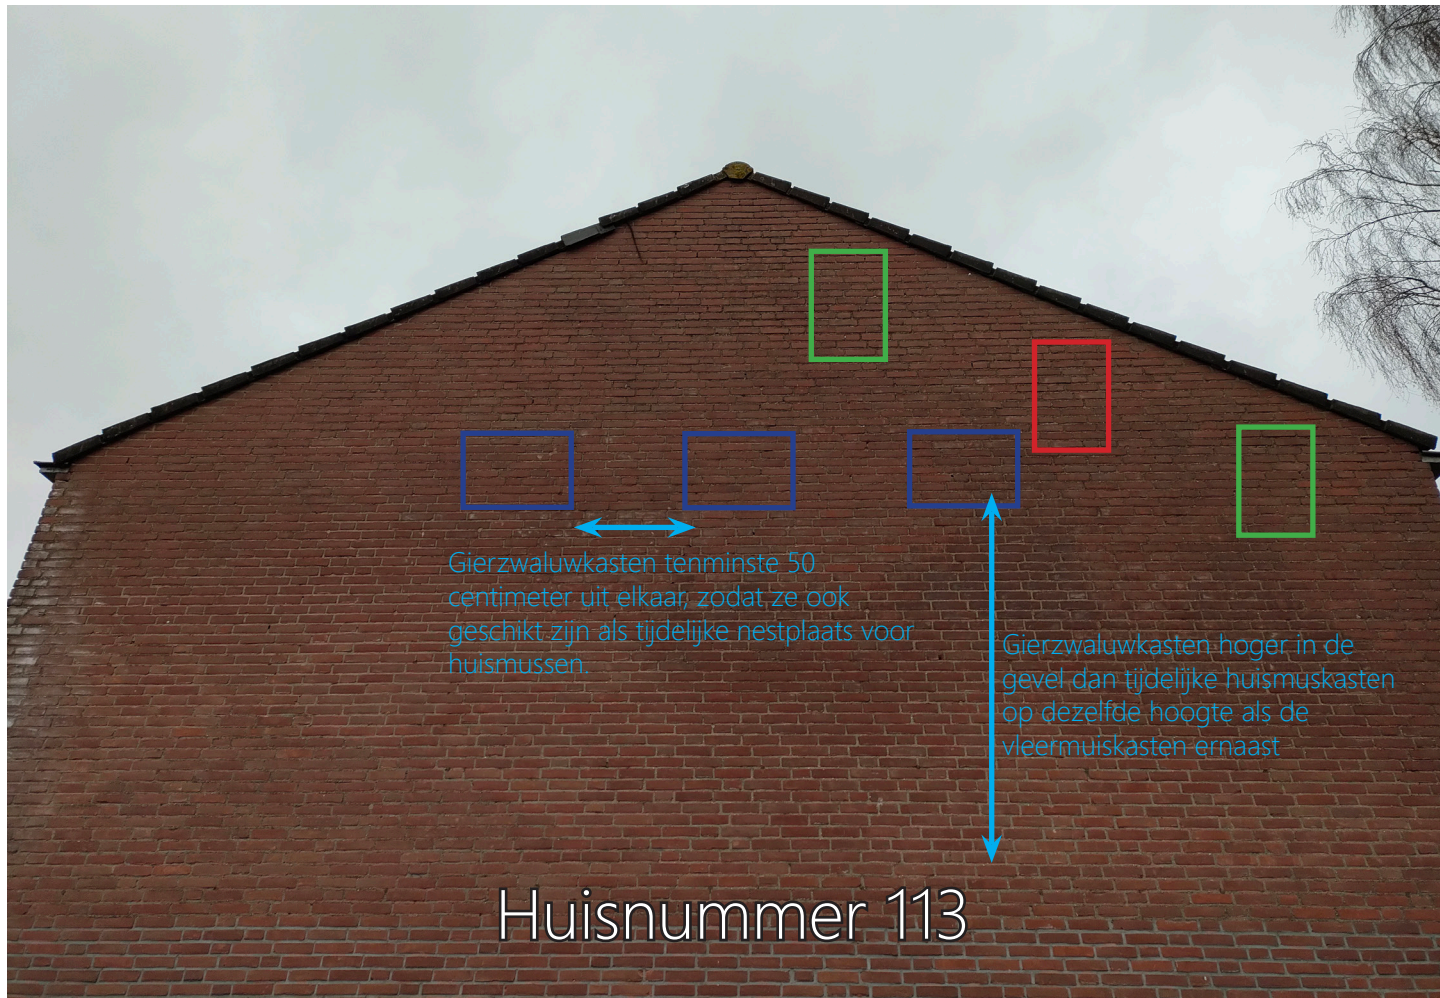 Gierzwaluwkasten tenminste 50
centimeter uit elkaar, zodat ze ook
geschikt zijn als tijdelijke nestplaats voor
huismussen.
Gierzwaluwkasten hoger in de
gevel dan tijdelijke huismuskasten
op dezelfde hoogte als de
vleermuiskasten ernaast
Huisnummer 113